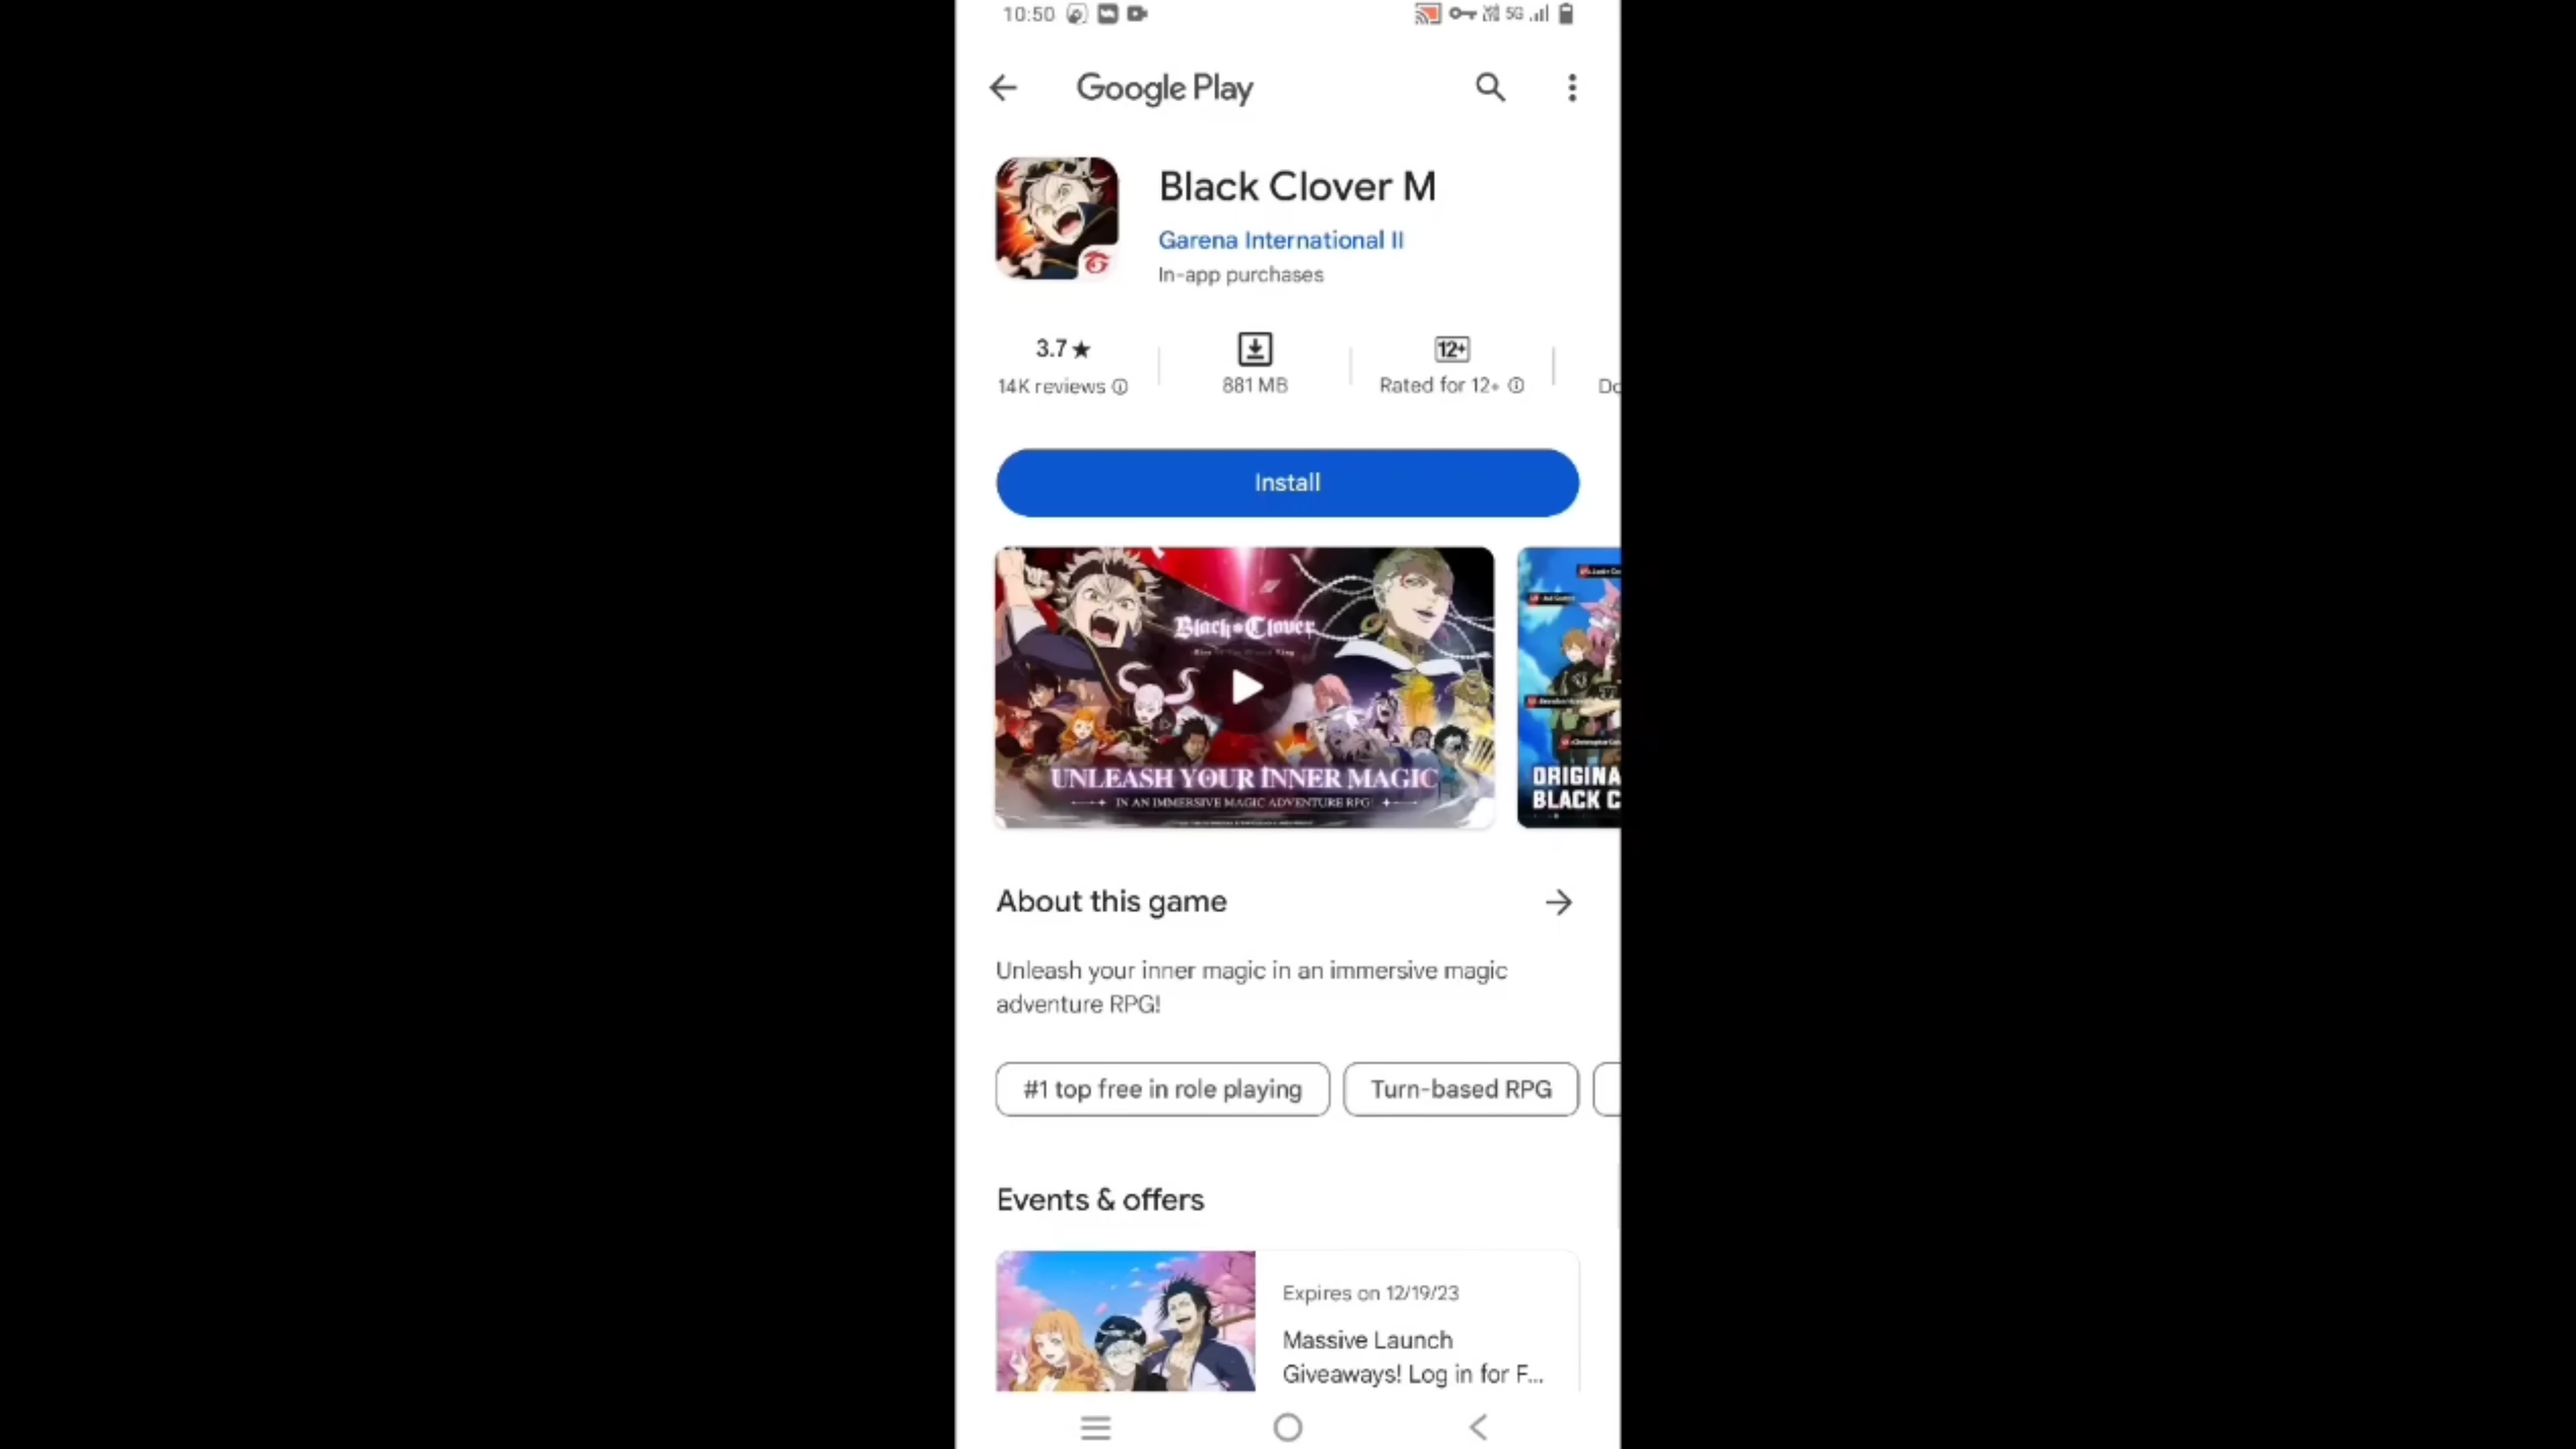 10:50
5G
Google Play
Black Clover M
Garena International II
In-app purchases
3.7★
14K reviews
881 MB
12+
Rated for 12+
Do
Install
Black Clover
UNLEASH YOUR INNER MAGIC
IN AN IMMERSIVE MAGIC ADVENTURE RPG!
ORIGINA
BLACK C
About this game
Unleash your inner magic in an immersive magic
adventure RPG!
#1 top free in role playing
Turn-based RPG
Events & offers
Expires on 12/19/23
Massive Launch
Giveaways! Log in for F...